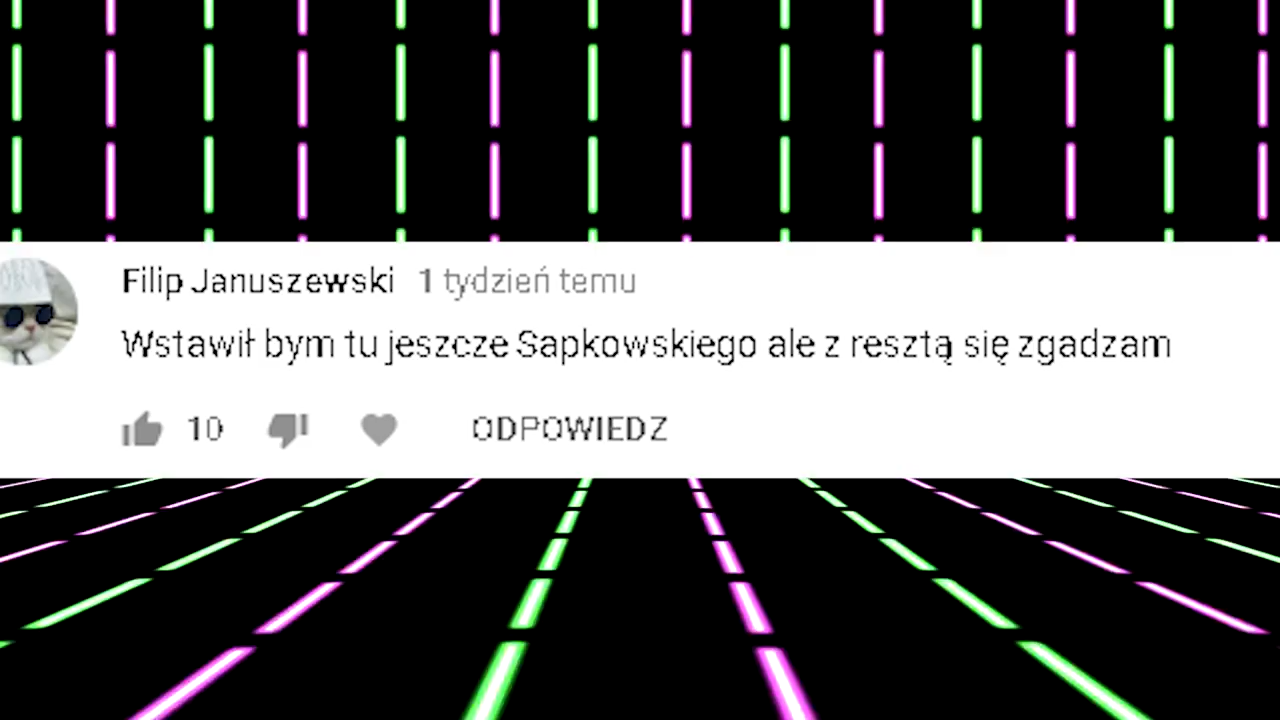 Filip Januszewski 1 tydzień temu
Wstawił bym tu jeszcze Sapkowskiego ale z resztą się zgadzam
10 ODPOWIEDZ